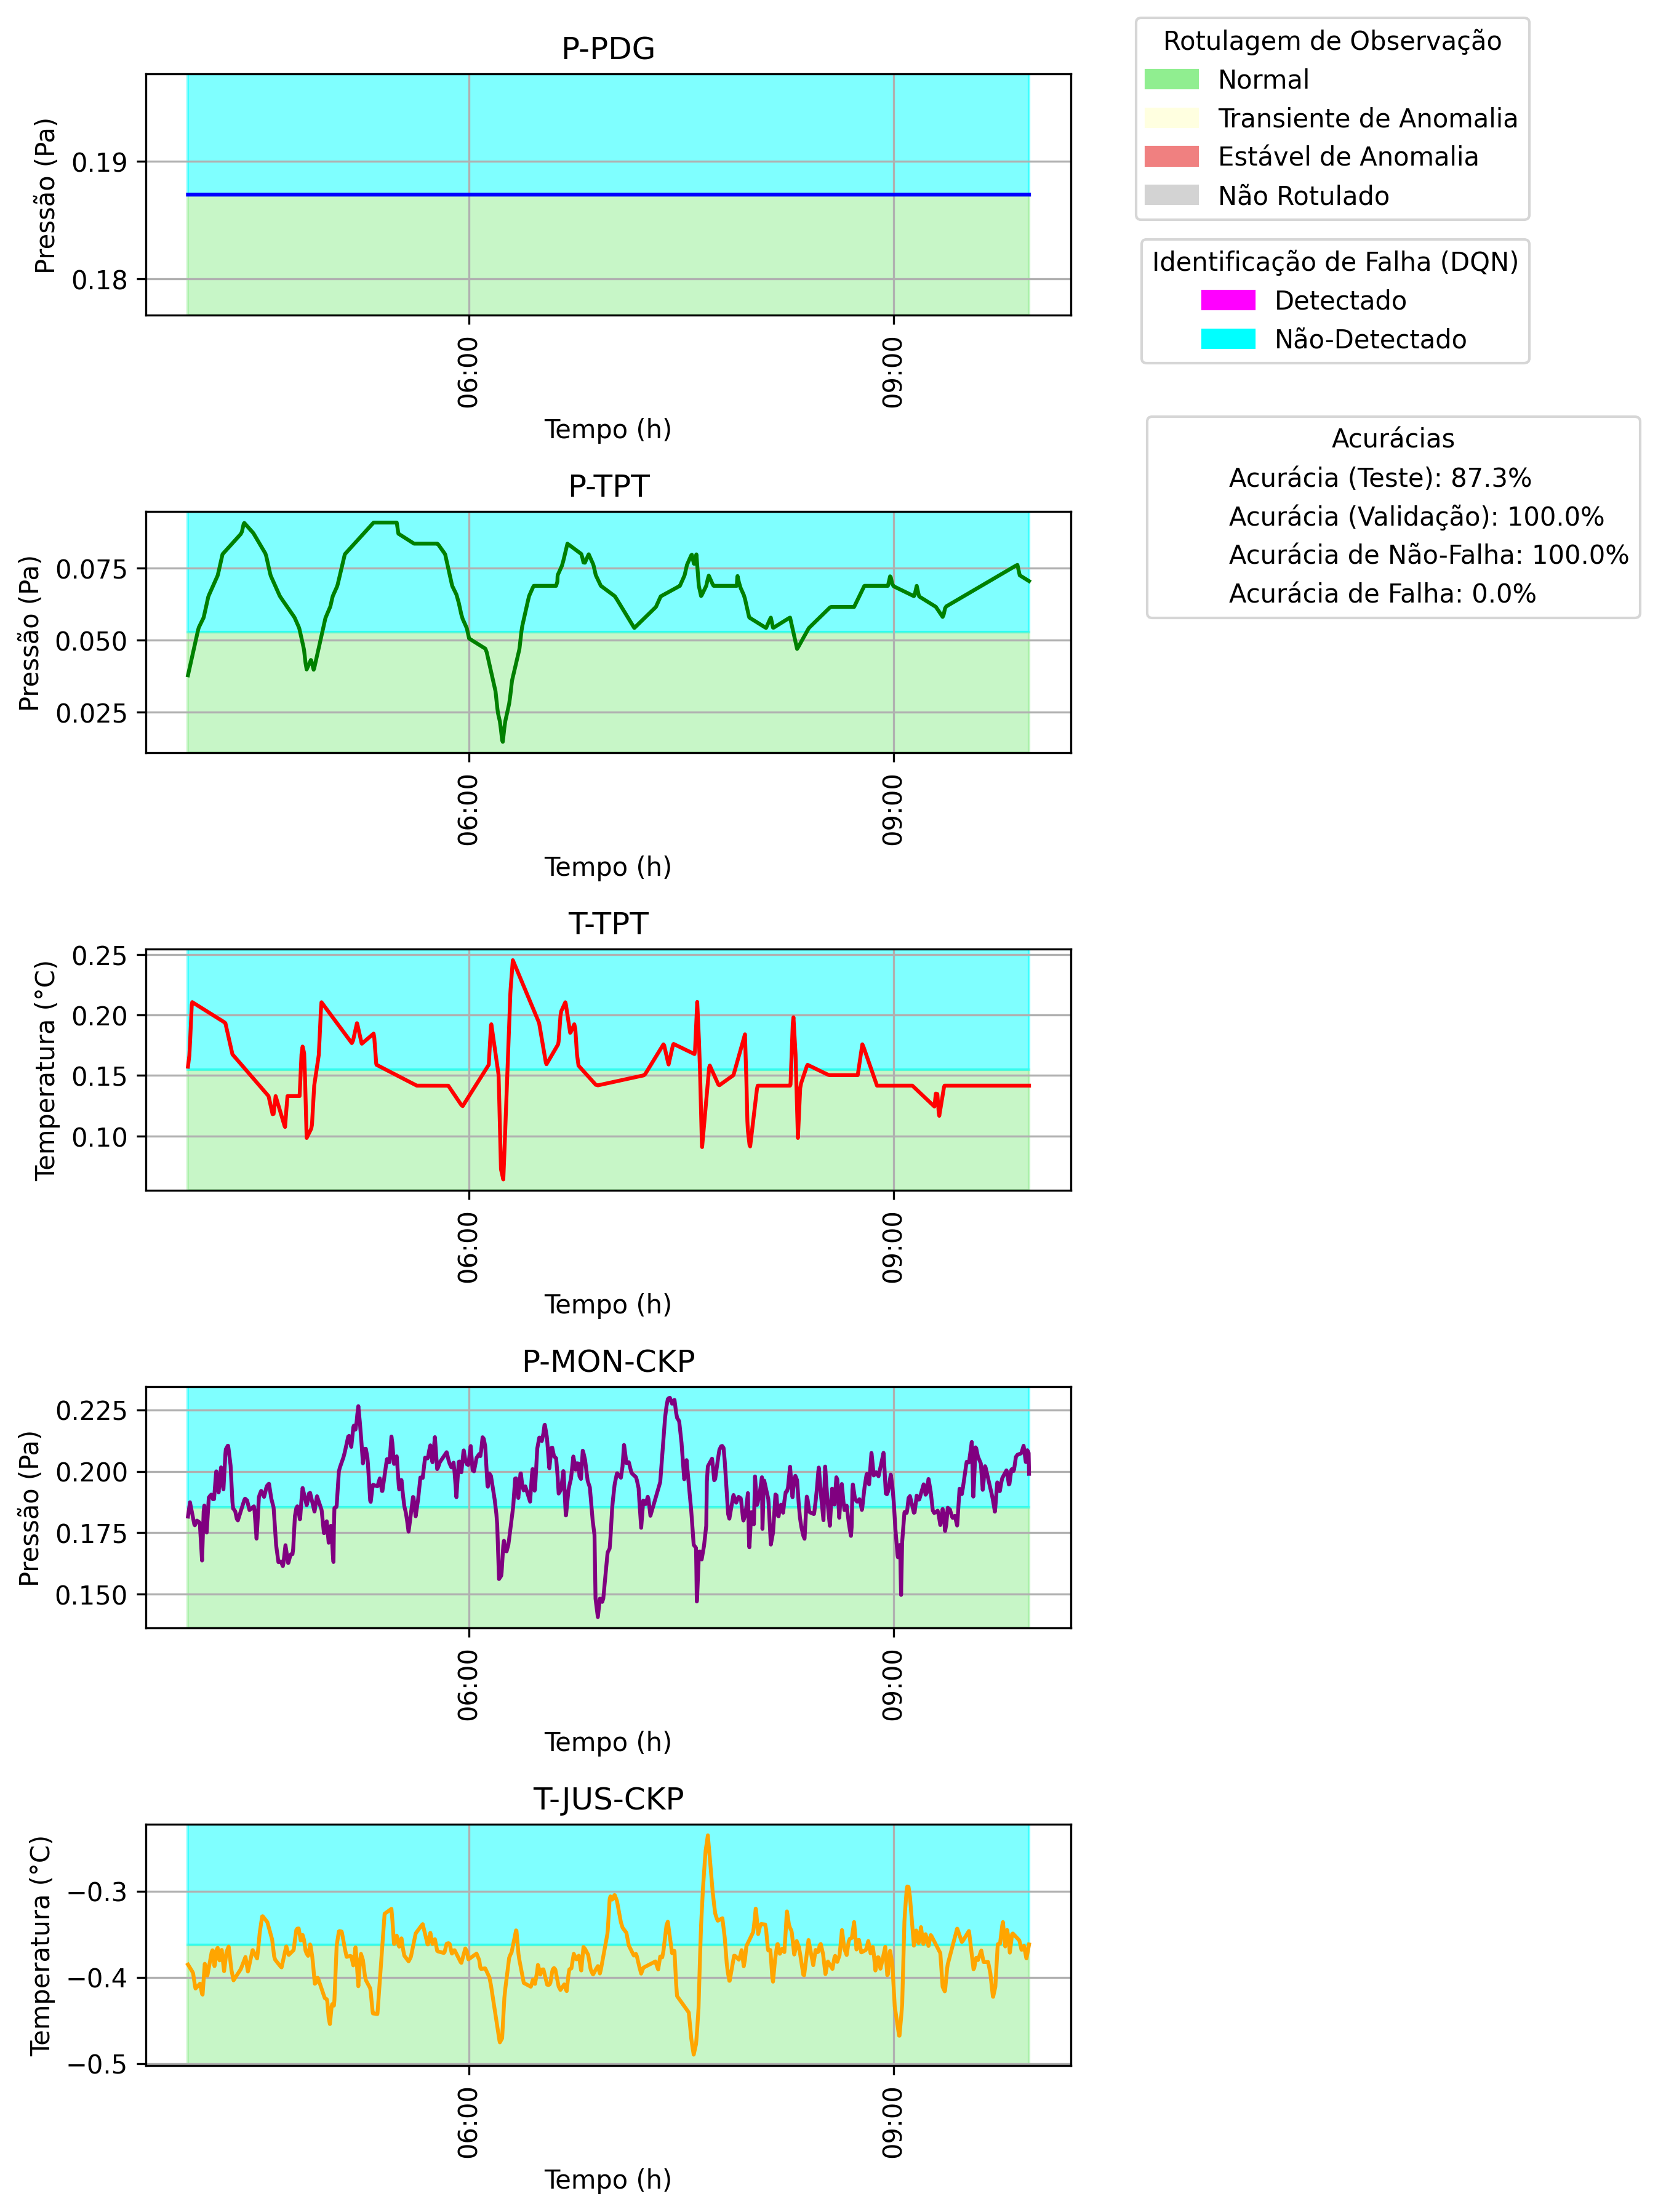 P-PDG
Pressão (Pa)
0.19
0.18
06:00
09:00
Tempo (h)
Rotulagem de Observação
Normal
Transiente de Anomalia
Estável de Anomalia
Não Rotulado
Identificação de Falha (DQN)
Detectado
Não-Detectado
Acurácias
Acurácia (Teste): 87.3%
Acurácia (Validação): 100.0%
Acurácia de Não-Falha: 100.0%
Acurácia de Falha: 0.0%
P-TPT
Pressão (Pa)
0.075
0.050
0.025
06:00
09:00
Tempo (h)
T-TPT
Temperatura (°C)
0.25
0.20
0.15
0.10
06:00
09:00
Tempo (h)
P-MON-CKP
Pressão (Pa)
0.225
0.200
0.175
0.150
06:00
09:00
Tempo (h)
T-JUS-CKP
Temperatura (°C)
−0.3
−0.4
−0.5
06:00
09:00
Tempo (h)